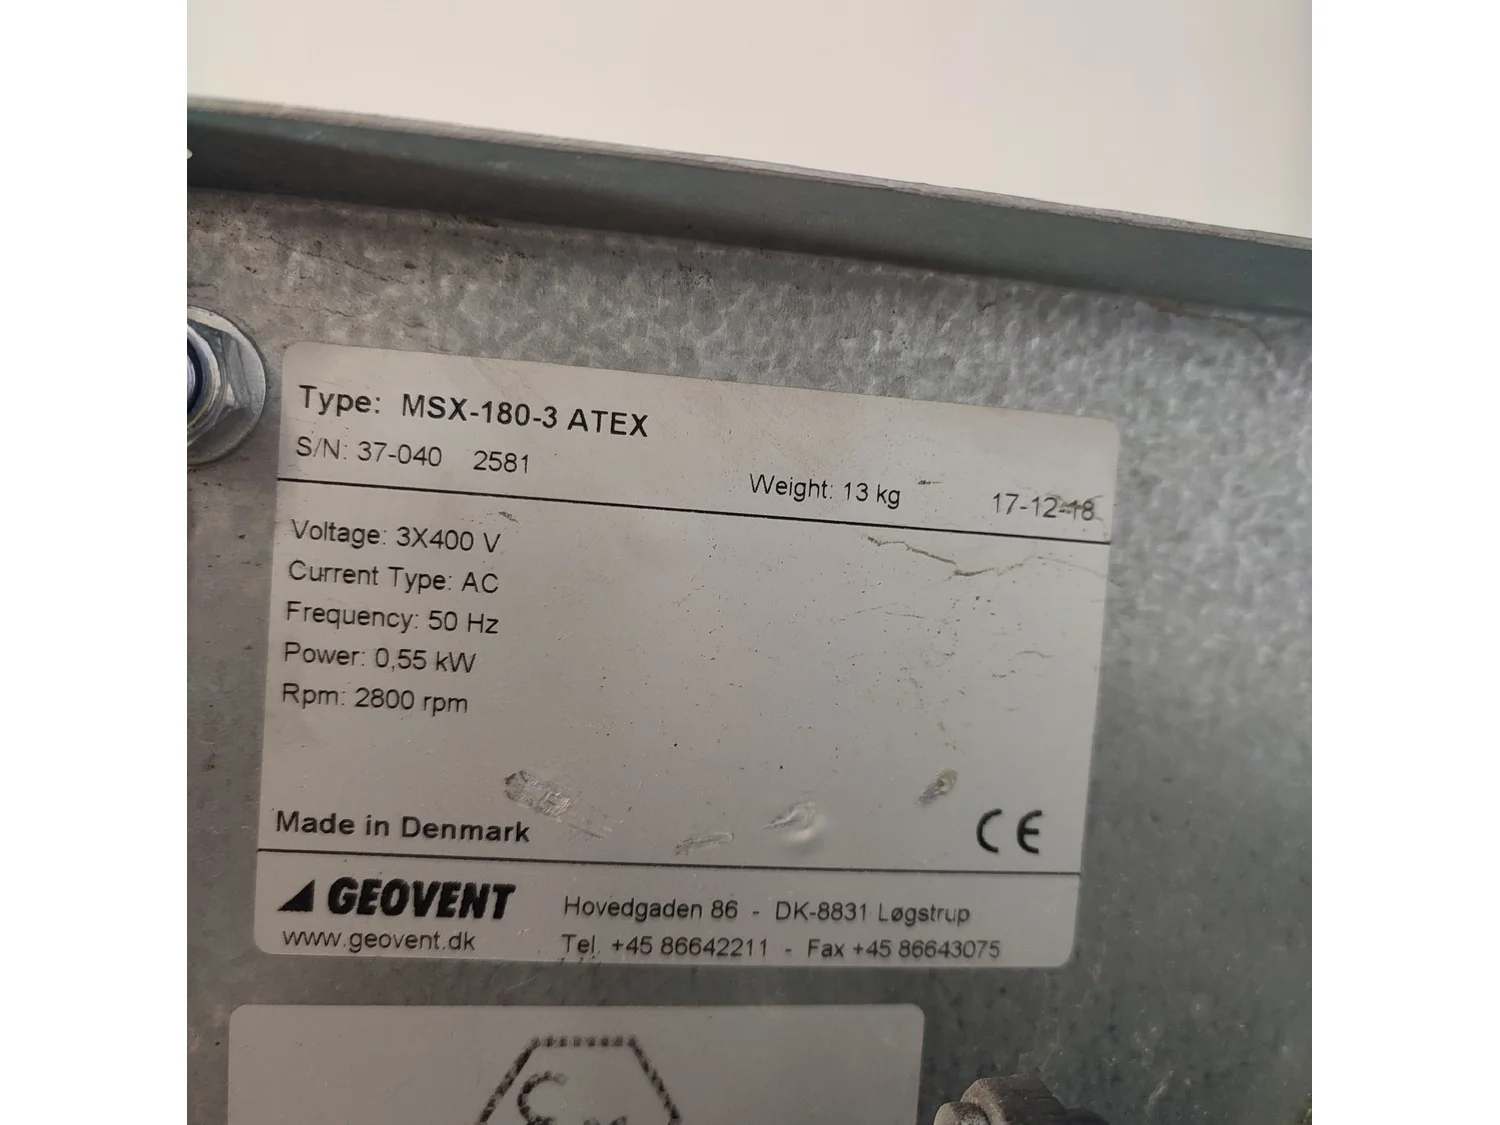 Type: MSX-180-3 ATEX
S/N: 37-040 2581
Weight: 13 kg 17-12-18
Voltage: 3X400 V
Current Type: AC
Frequency: 50 Hz
Power: 0,55 kW
Rpm: 2800 rpm
Made in Denmark CE
GEOVENT Hovedgaden 86 - DK-8831 Løgstrup
www.geovent.dk Tel. +45 86642211 - Fax +45 86643075